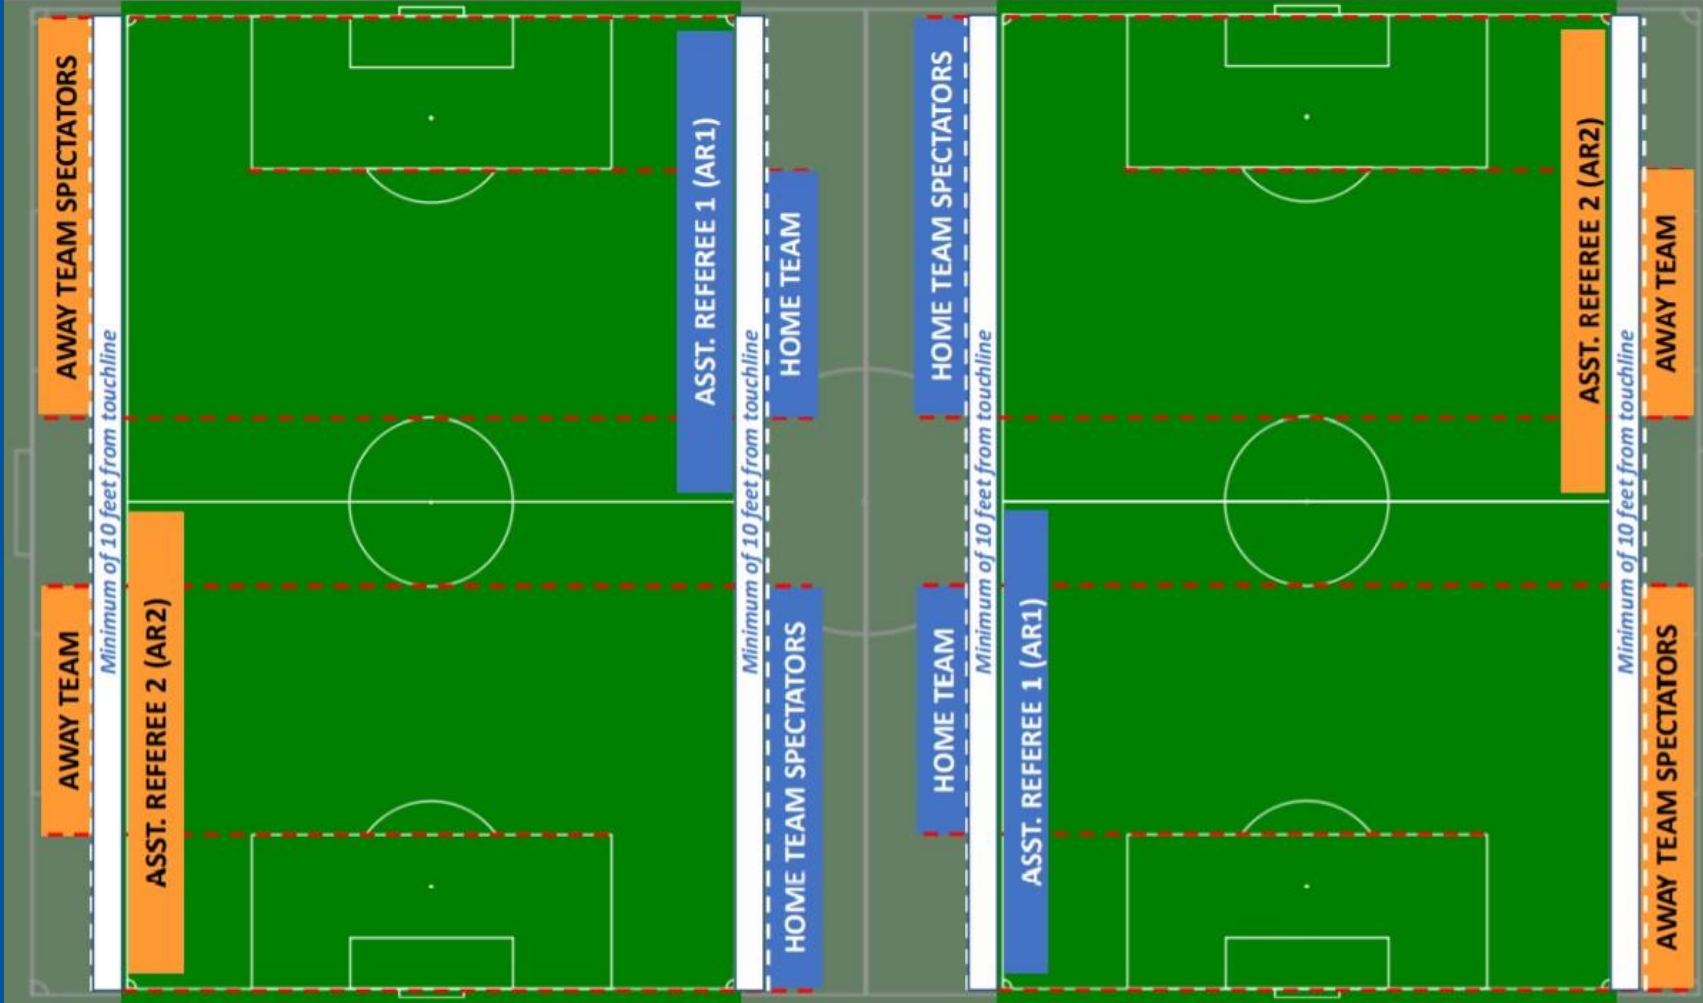 AWAY TEAM SPECTATORS
AWAY TEAM
Minimum of 10 feet from touchline
ASST. REFEREE 2 (AR2)
ASST. REFEREE 1 (AR1)
Minimum of 10 feet from touchline
HOME TEAM
HOME TEAM SPECTATORS
HOME TEAM SPECTATORS
HOME TEAM
Minimum of 10 feet from touchline
ASST. REFEREE 1 (AR1)
ASST. REFEREE 2 (AR2)
Minimum of 10 feet from touchline
AWAY TEAM
AWAY TEAM SPECTATORS